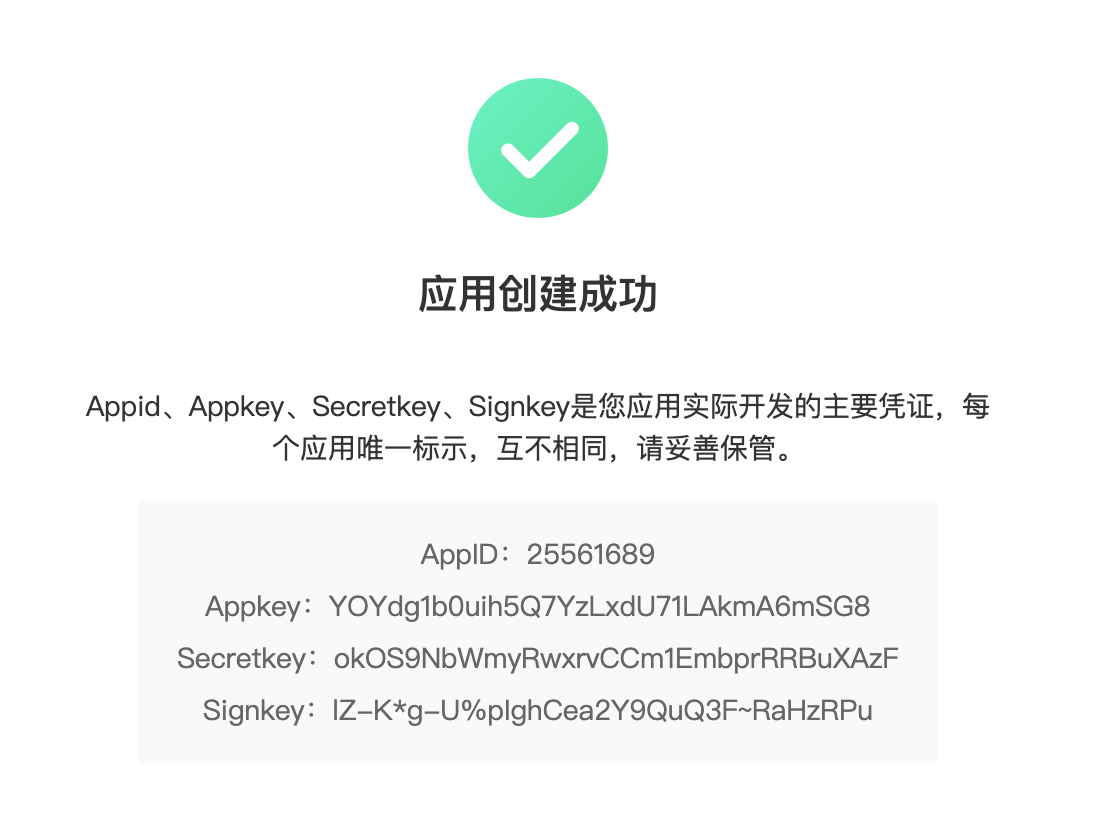 应用创建成功
Appid、Appkey、Secretkey、Signkey是您应用实际开发的主要凭证，每
个应用唯一标示，互不相同，请妥善保管。
AppID：25561689
Appkey：YOYdg1b0uih5Q7YzLxdU71LAkmA6mSG8
Secretkey：okOS9NbWmyRwxrvCCm1EmbprRRBuXAzF
Signkey：lZ-K*g-U%pIghCea2Y9QuQ3F~RaHzRPu